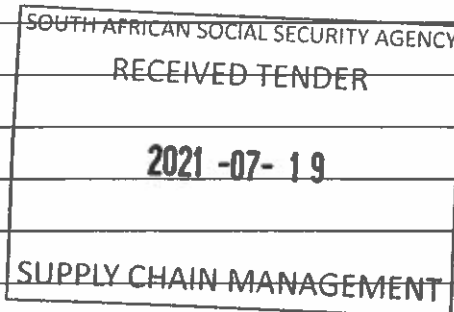 SOUTH AFRICAN SOCIAL SECURITY AGENCY
RECEIVED TENDER
2021 -07- 19
SUPPLY CHAIN MANAGEMENT